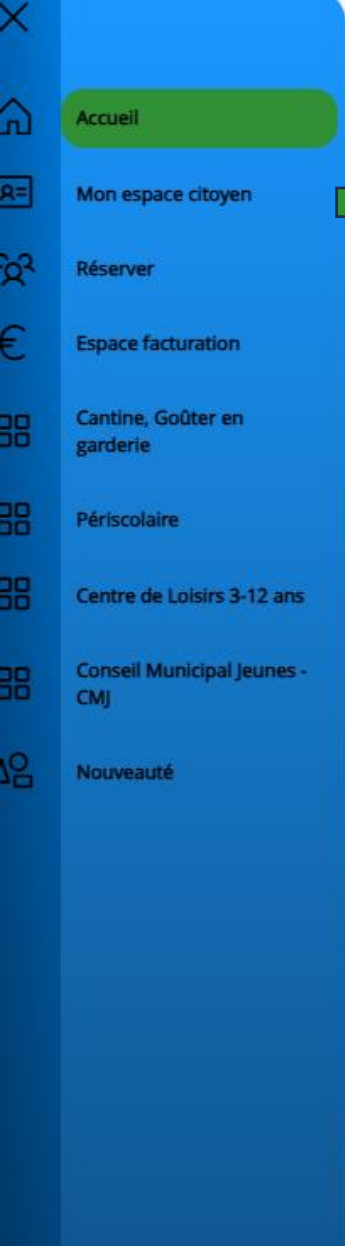 Accueil
Mon espace citoyen
Réserver
Espace facturation
Cantine, Goûter en
garderie
Périscolaire
Centre de Loisirs 3-12 ans
Conseil Municipal Jeunes -
CMJ
Nouveauté